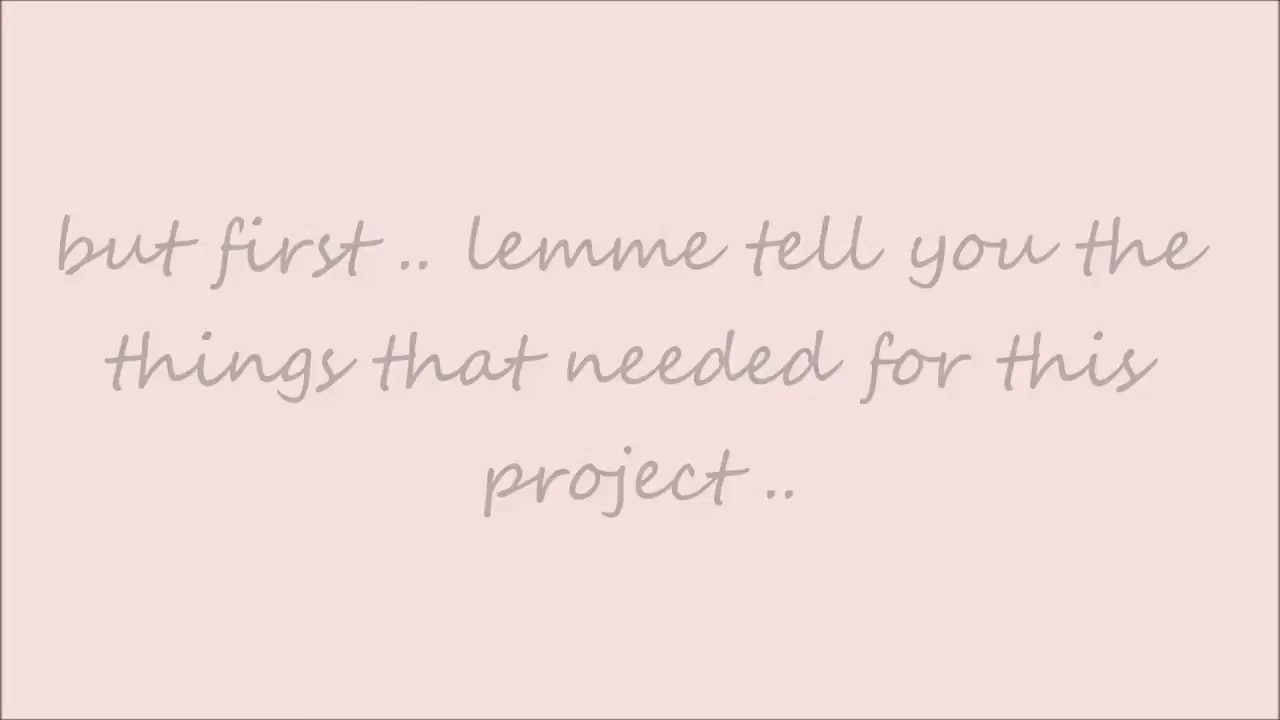 but first .. lemme tell you the
things that needed for this
project ..